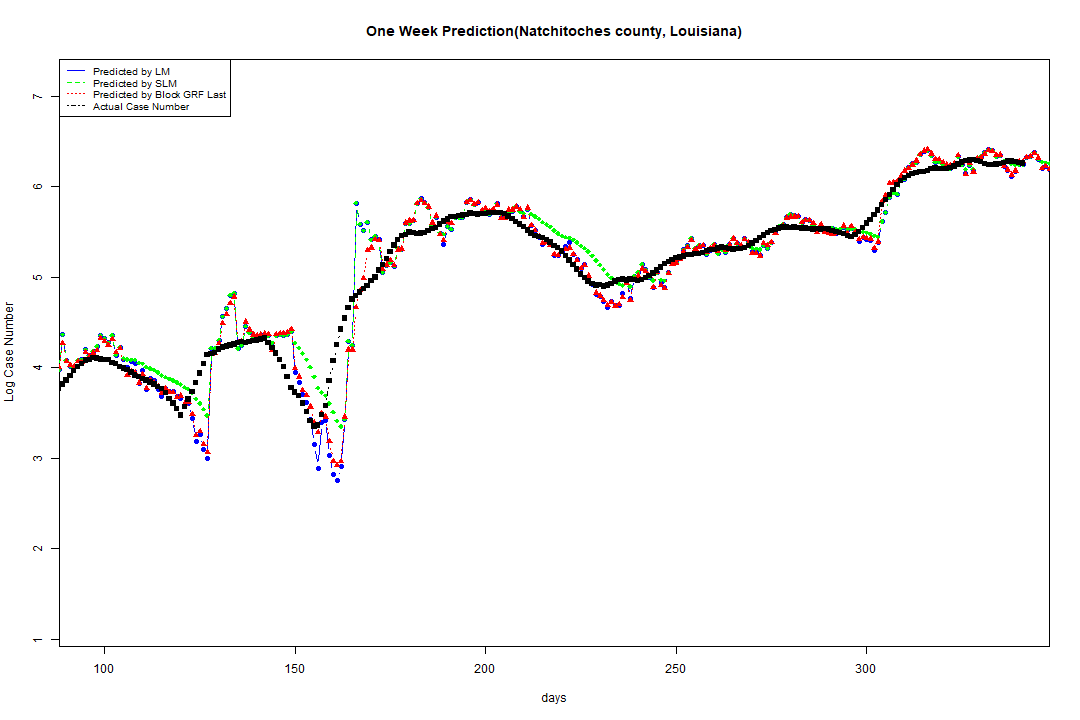 One Week Prediction(Natchitoches county, Louisiana)
Predicted by LM
Predicted by SLM
Predicted by Block GRF Last
Actual Case Number
7
6
5
4
3
2
1
Log Case Number
100 150 200 250 300
days